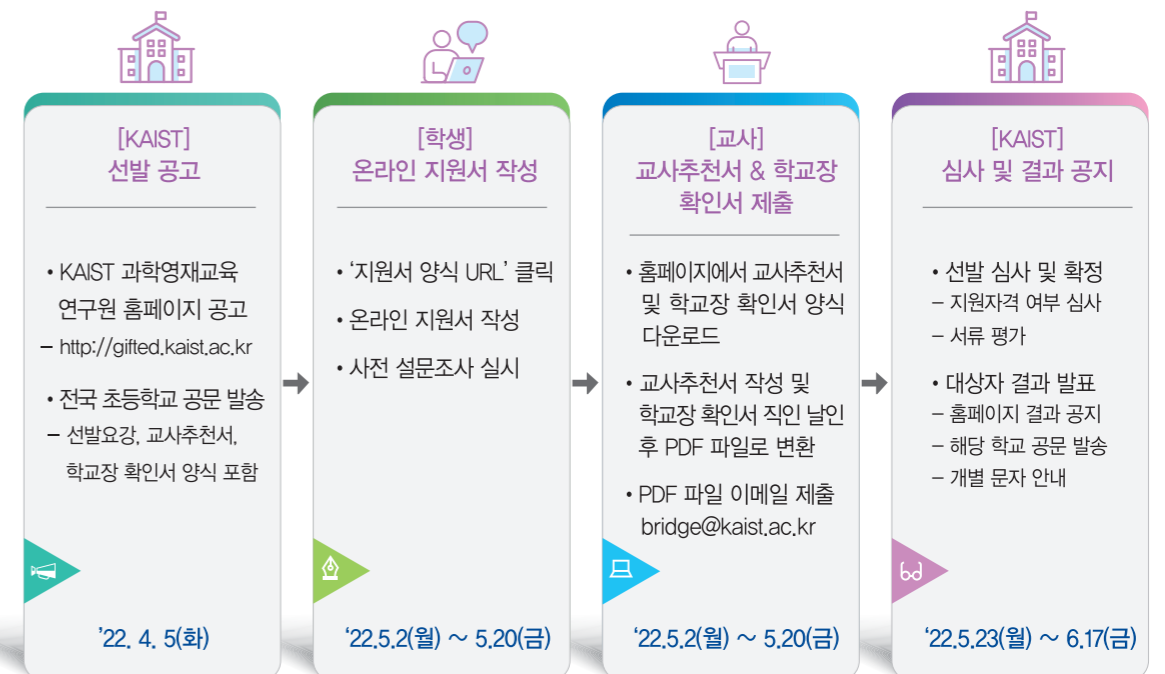 [KAIST]
선발 공고
• KAIST 과학영재교육
연구원 홈페이지 공고
– http://gifted.kaist.ac.kr
• 전국 초등학교 공문 발송
– 선발요강, 교사추천서,
학교장 확인서 양식 포함
'22. 4. 5(화)
[학생]
온라인 지원서 작성
• ‘지원서 양식 URL’ 클릭
• 온라인 지원서 작성
• 사전 설문조사 실시
‘22.5.2(월) ~ 5.20(금)
[교사]
교사추천서 & 학교장
확인서 제출
• 홈페이지에서 교사추천서
및 학교장 확인서 양식
다운로드
• 교사추천서 작성 및
학교장 확인서 직인 날인
후 PDF 파일로 변환
• PDF 파일 이메일 제출
bridge@kaist.ac.kr
‘22.5.2(월) ~ 5.20(금)
[KAIST]
심사 및 결과 공지
• 선발 심사 및 확정
– 지원자격 여부 심사
– 서류 평가
• 대상자 결과 발표
– 홈페이지 결과 공지
– 해당 학교 공문 발송
– 개별 문자 안내
‘22.5.23(월) ~ 6.17(금)